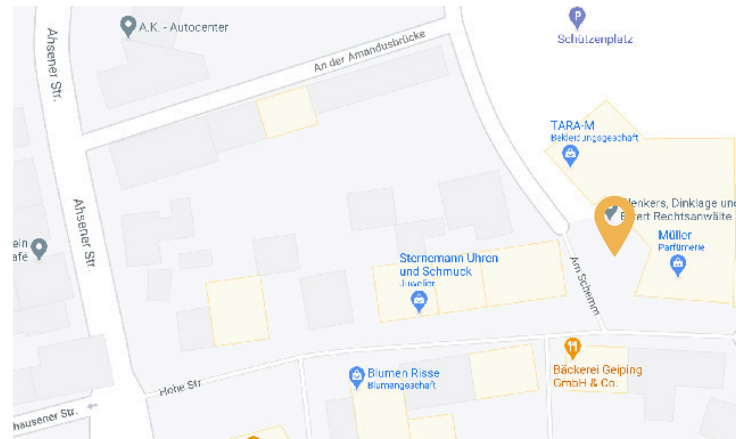 A.K. - Autocenter
Ahsener Str.
An der Amandusbrücke
P
Schützenplatz
TARA-M
Bekleidungsgeschäft
Dinklage und
Rechtsanwälte
Müller
Parfümerie
Ahsener Str.
Sternemann Uhren
und Schmuck
Juwelier
Am Schemm
Hohe Str.
Blumen Risse
Blumengeschäft
Bäckerei Geiping
GmbH & Co.
hausener Str.